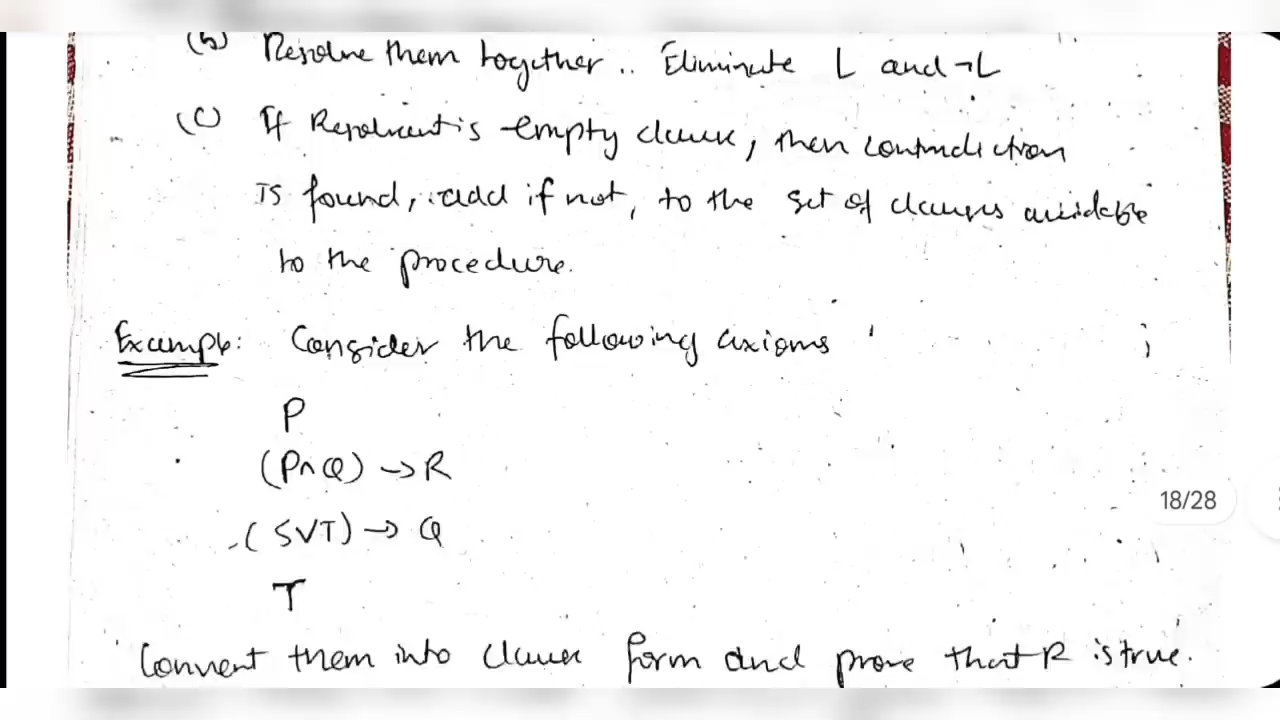 (b) Resolve them together.. Eliminate L and ¬L
(c) If Resolvent is empty clause, then contradiction
is found, add if not, to the set of clauses available
to the procedure.
Example: Consider the following axioms
P
(P∧Q) → R
(S∨T) → Q
T
Convert them into clause form and prove that R is true.
18/28